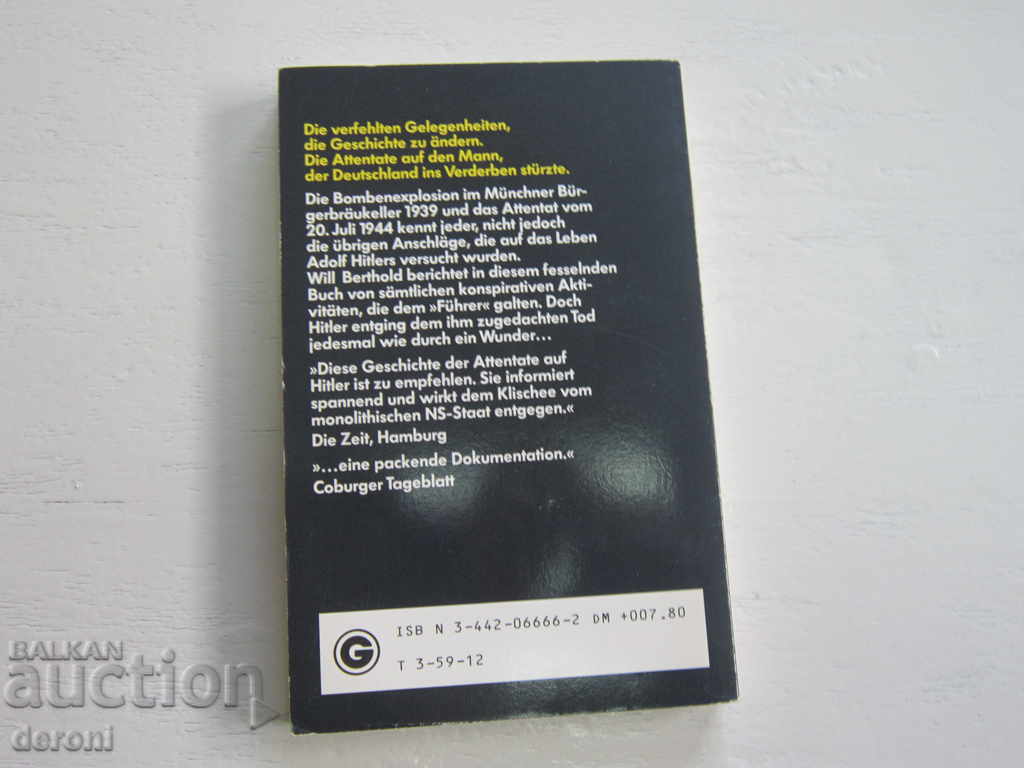 Die verfehlten Gelegenheiten,
die Geschichte zu ändern.
Die Attentate auf den Mann,
der Deutschland ins Verderben stürzte.
Die Bombenexplosion im Münchner Bür-
gerbräukeller 1939 und das Attentat vom
20. Juli 1944 kennt jeder, nicht jedoch
die übrigen Anschläge, die auf das Leben
Adolf Hitlers versucht wurden.
Will Berthold berichtet in diesem fesselnden
Buch von sämtlichen konspirativen Akti-
vitäten, die dem »Führer« galten. Doch
Hitler entging dem ihm zugedachten Tod
jedesmal wie durch ein Wunder...
»Diese Geschichte der Attentate auf
Hitler ist zu empfehlen. Sie informiert
spannend und wirkt dem Klischee vom
monolithischen NS-Staat entgegen.«
Die Zeit, Hamburg
»...eine packende Dokumentation.«
Coburger Tageblatt
G
ISB N 3-442-06666-2 DM +007.80
T 3-59-12
BALKAN
auction
deroni